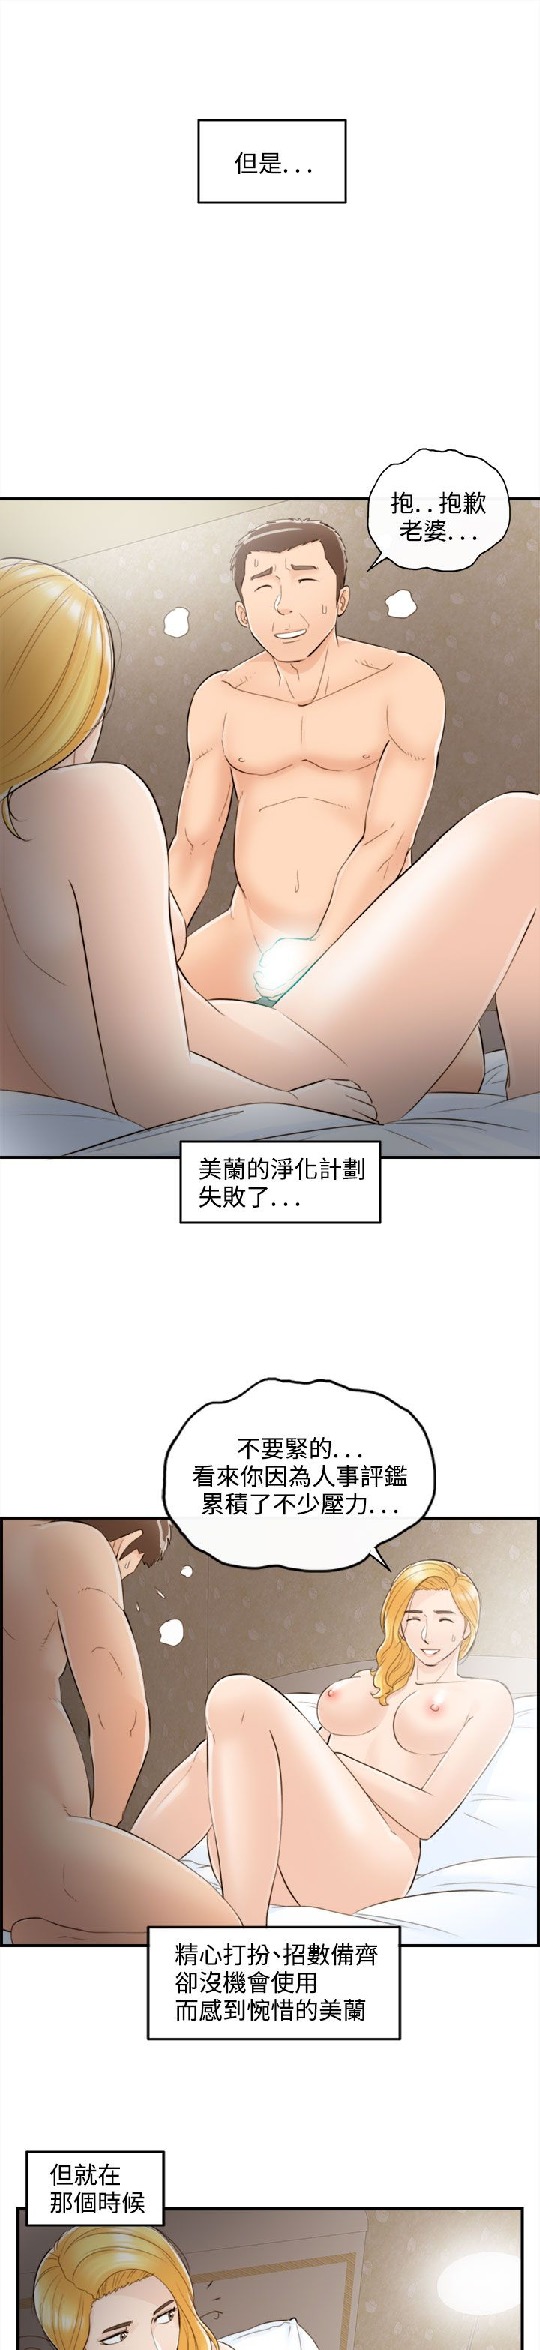 但是...
抱..抱歉
老婆...
美蘭的淨化計劃
失敗了...
不要緊的...
看來你因為人事評鑑
累積了不少壓力...
精心打扮、招數備齊
卻沒機會使用
而感到惋惜的美蘭
但就在
那個時候